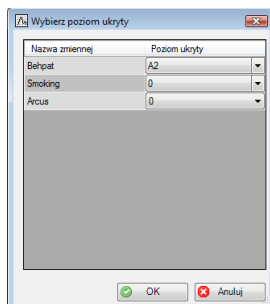 Wybierz poziom ukryty
Nazwa zmiennej Poziom ukryty
Behpat A2
Smoking 0
Arcus 0
OK Anuluj